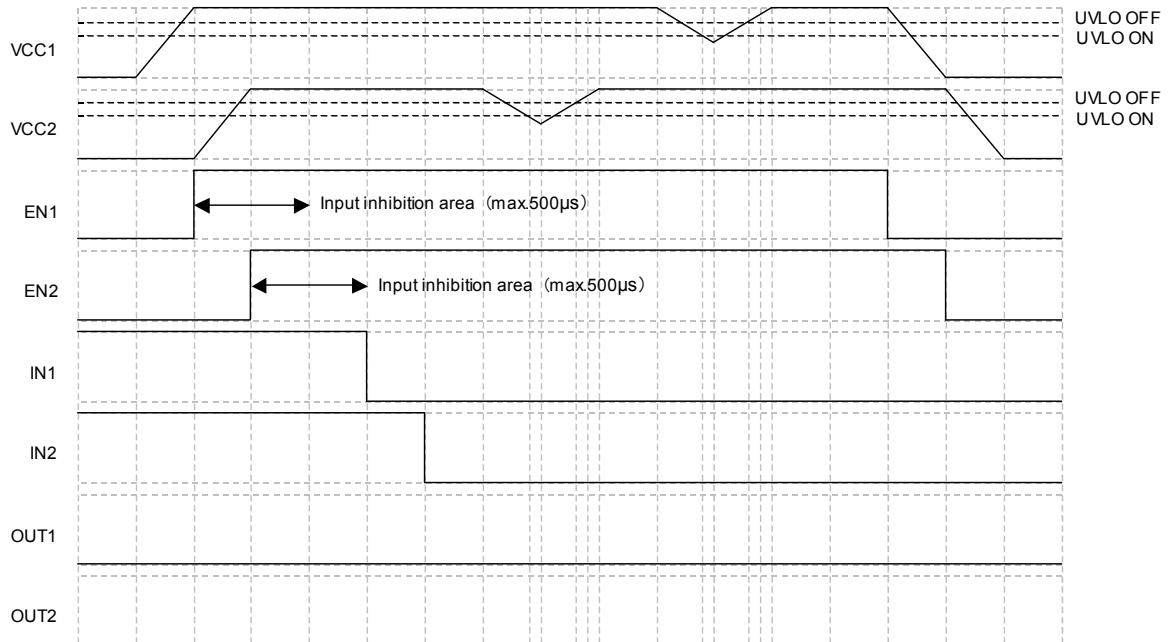 UVLO OFF
UVLO ON
VCC1
UVLO OFF
UVLO ON
VCC2
EN1
Input inhibition area (max.500μs)
EN2
Input inhibition area (max.500μs)
IN1
IN2
OUT1
OUT2